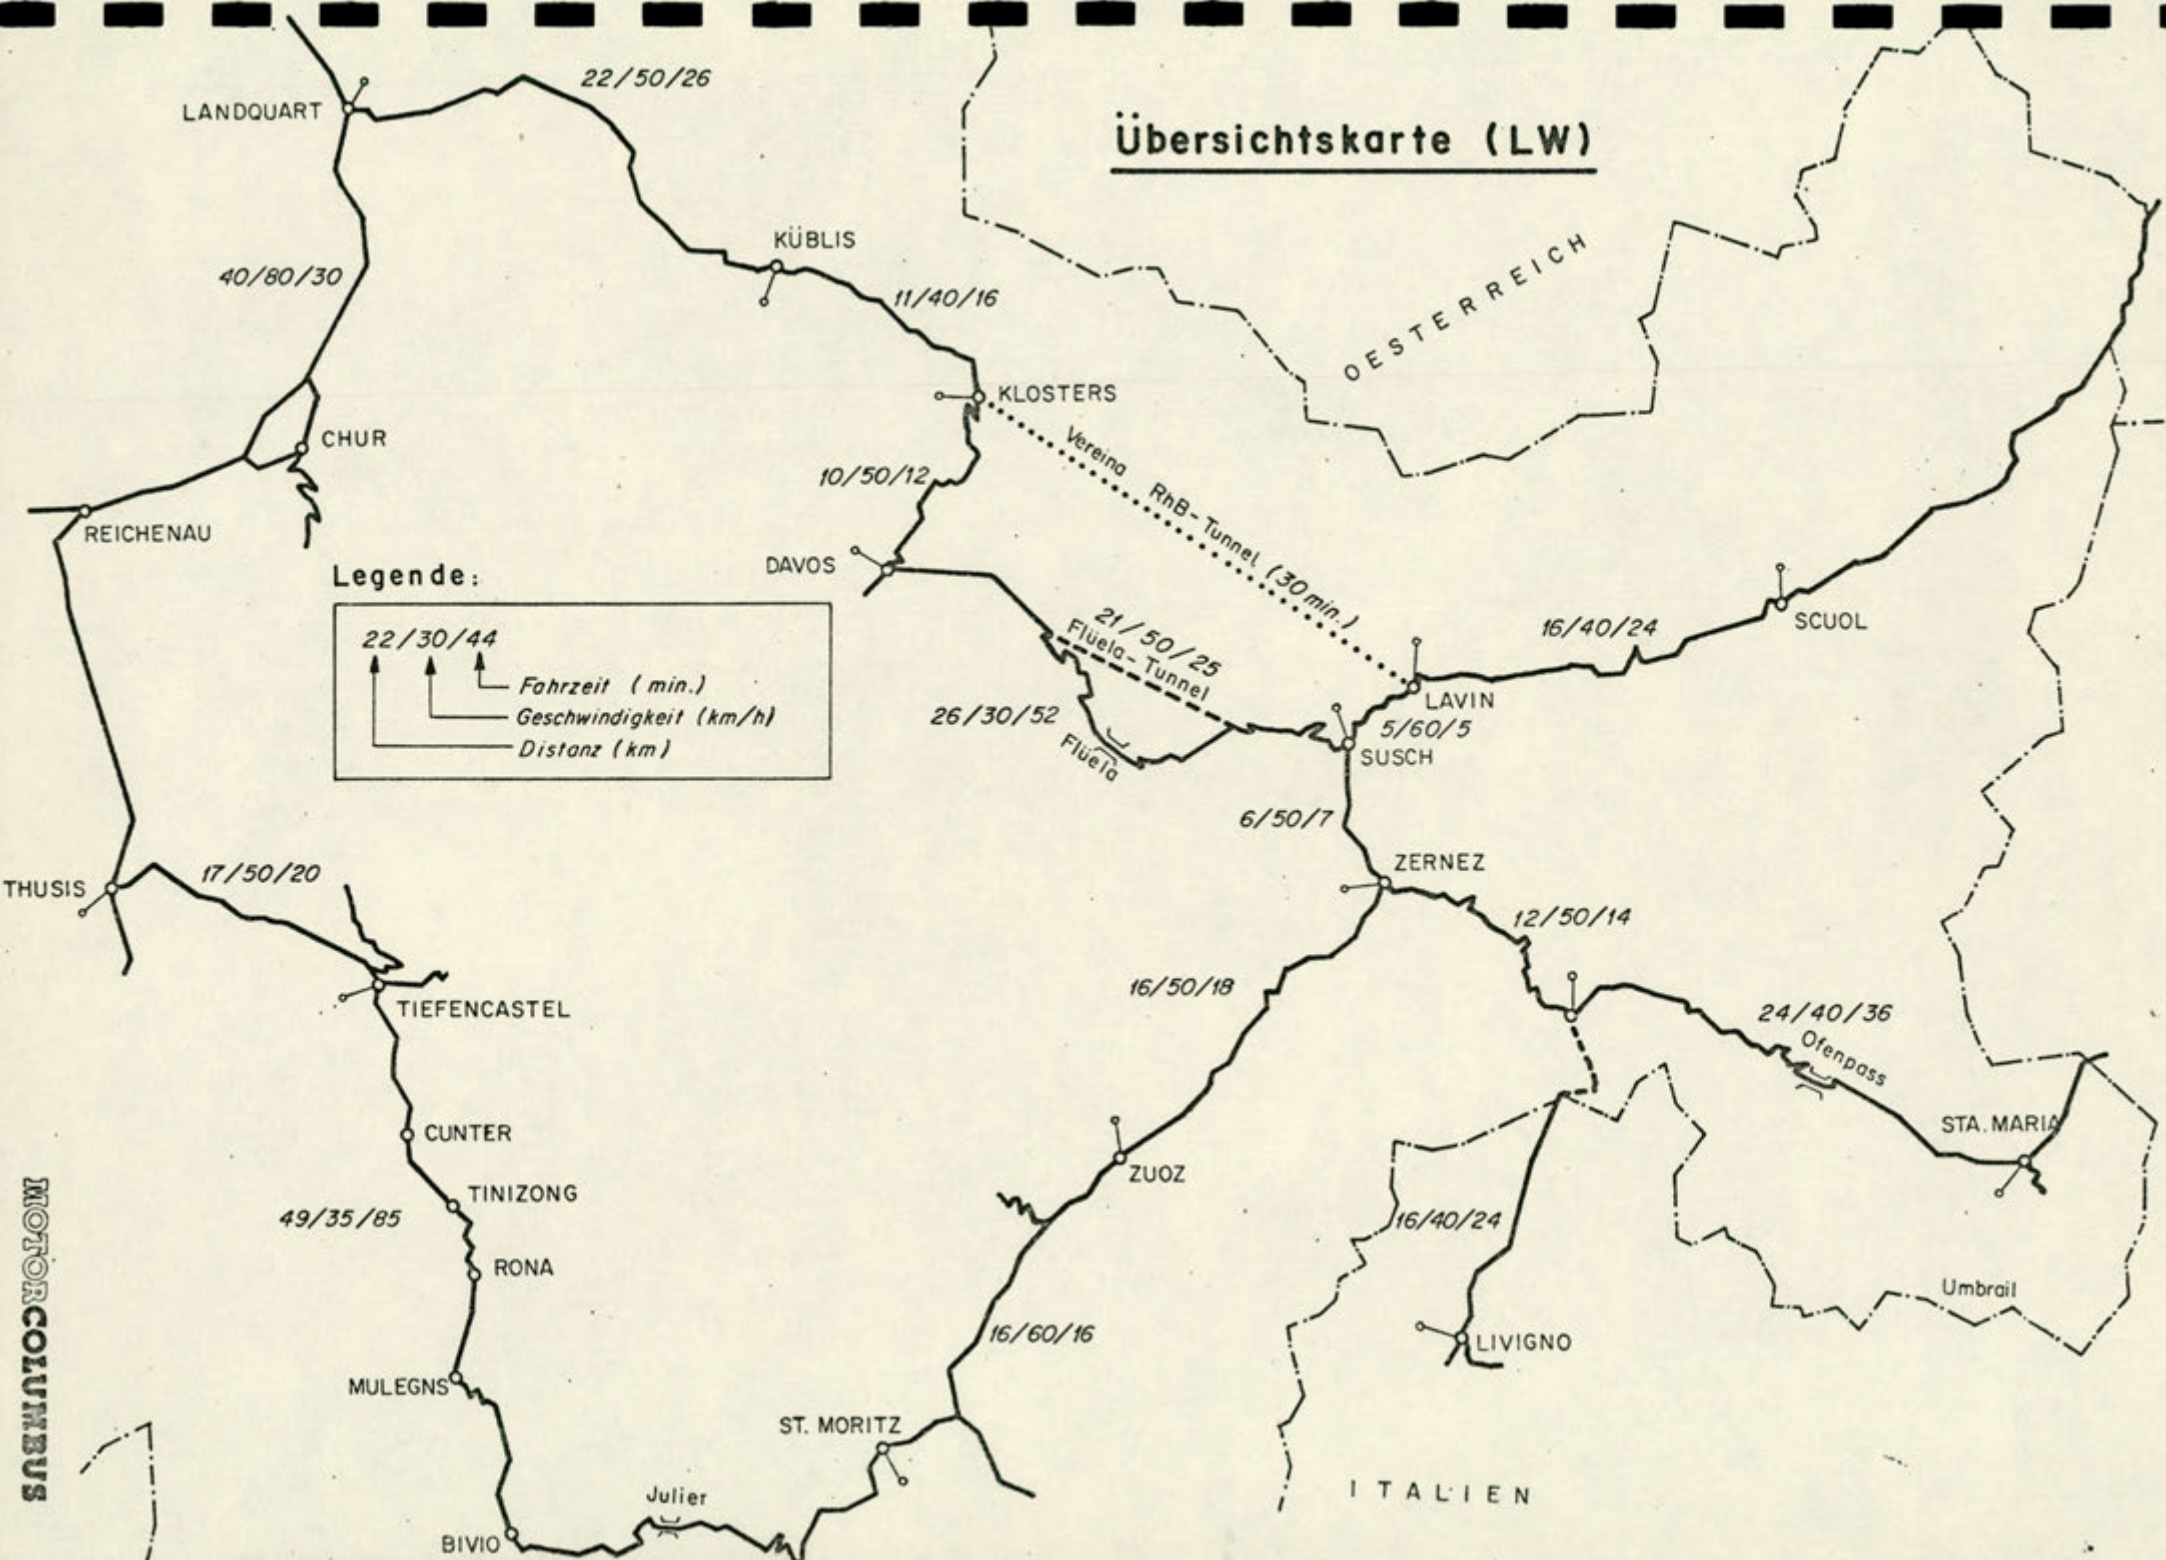 22/50/26
LANDQUART
Übersichtskarte (LW)
KÜBLIS
OESTERREICH
40/80/30
11/40/16
KLOSTERS
CHUR
Vereina RhB-Tunnel (30 min.)
10/50/12
REICHENAU
DAVOS
Legende:
22/30/44
Fahrzeit (min.)
Geschwindigkeit (km/h)
Distanz (km)
21/50/25
Flüela-Tunnel
16/40/24
SCUOL
LAVIN
26/30/52
Flüela
5/60/5
SUSCH
6/50/7
ZERNEZ
THUSIS
17/50/20
12/50/14
16/50/18
TIEFENCASTEL
24/40/36
Ofenpass
STA. MARIA
CUNTER
ZUOZ
TINIZONG
49/35/85
16/40/24
RONA
Umbrail
16/60/16
LIVIGNO
MULEGNS
ST. MORITZ
Julier
ITALIEN
BIVIO
MOTORCOLUMBUS